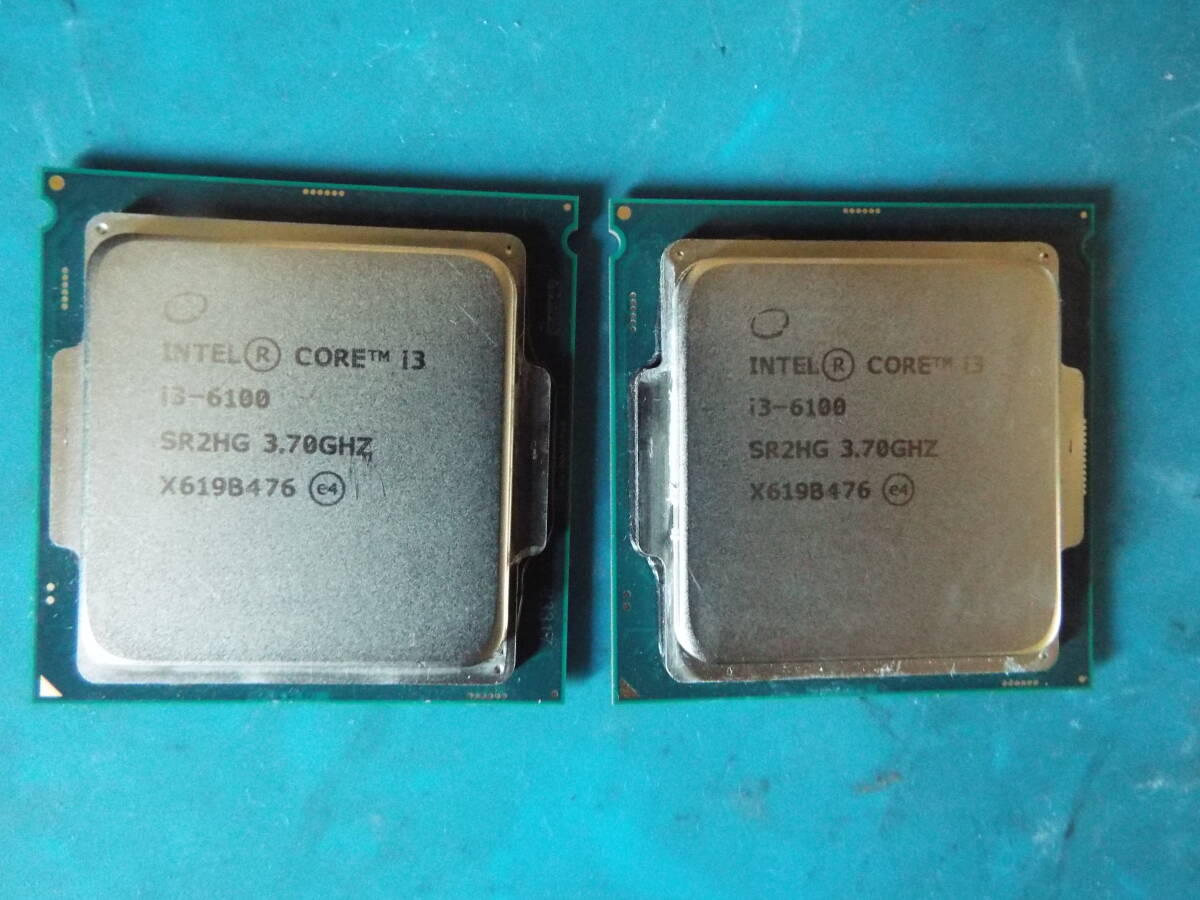 INTEL® CORE™ i3
i3-6100
SR2HG 3.70GHZ
X619B476 e4
INTEL® CORE™ i3
i3-6100
SR2HG 3.70GHZ
X619B476 e4